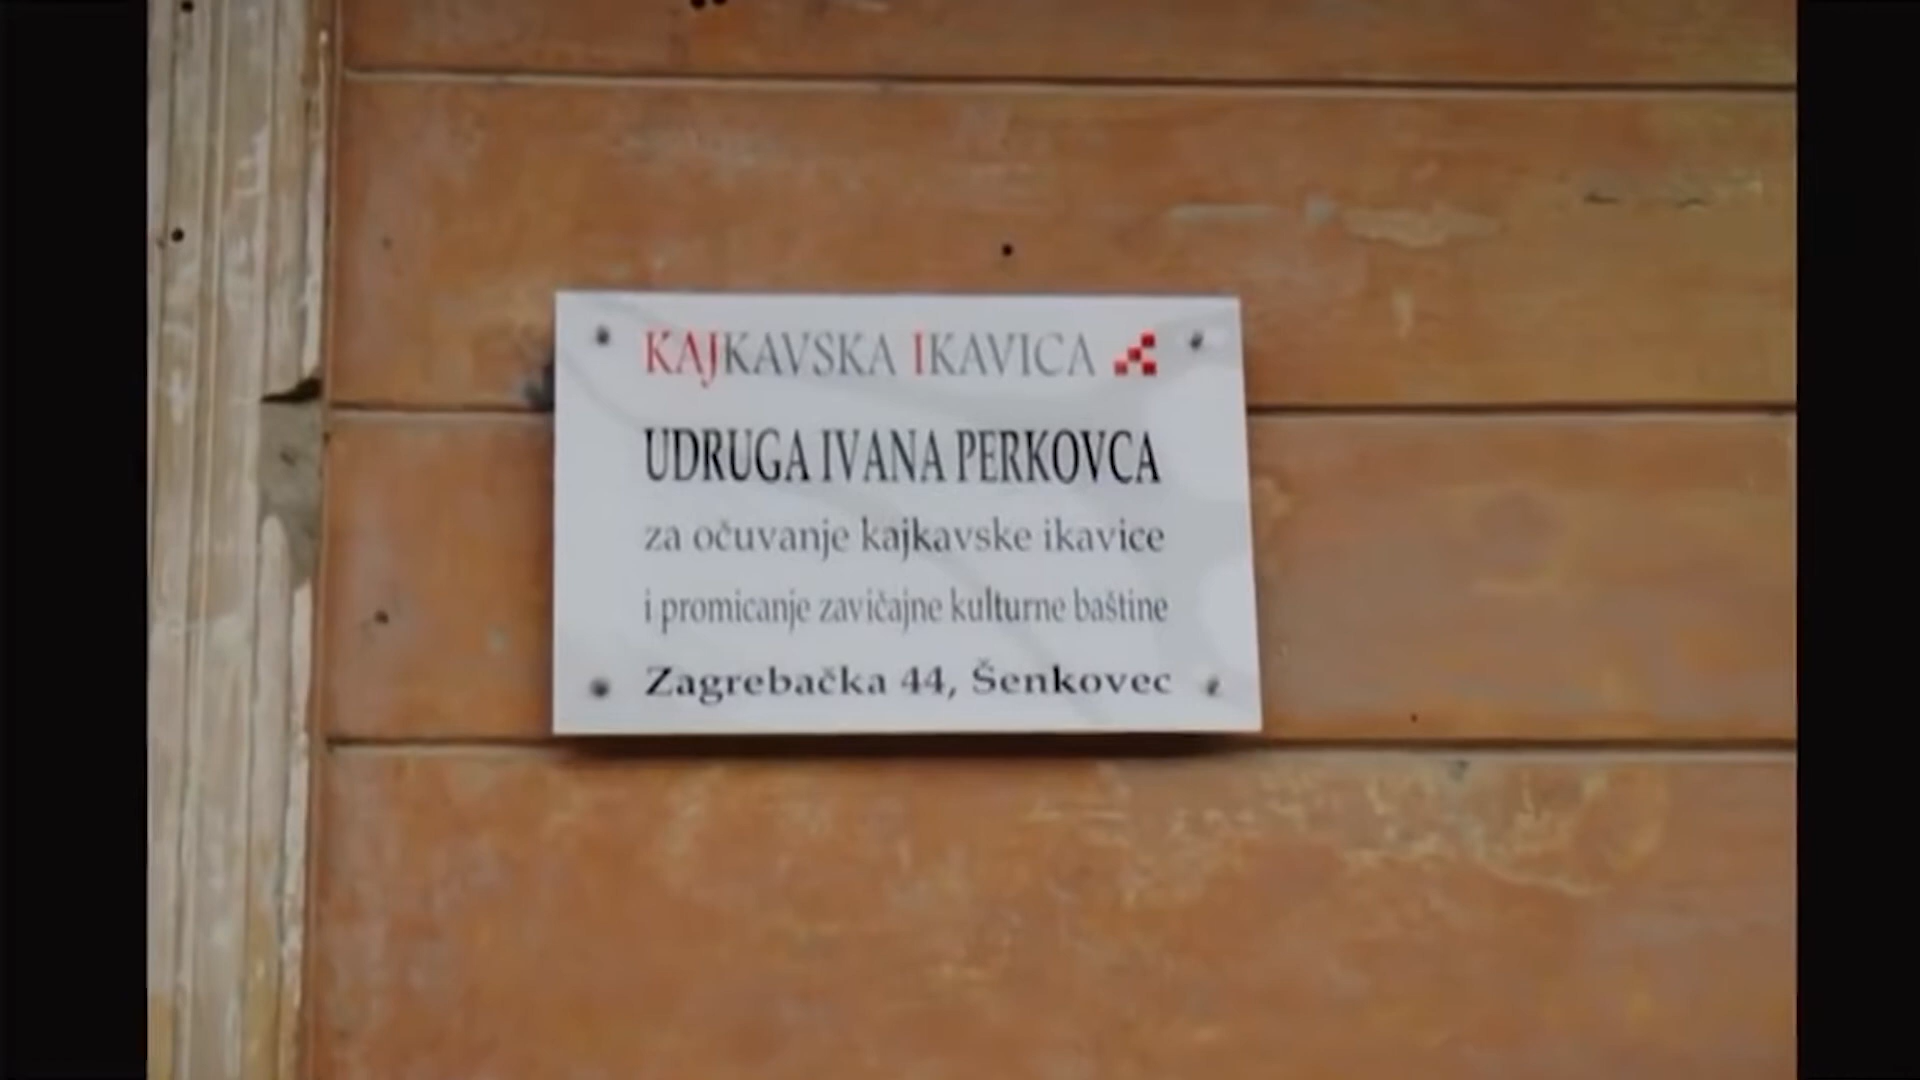 KAJKAVSKA IKAVICA
UDRUGA IVANA PERKOVCA
za očuvanje kajkavske ikavice
i promicanje zavičajne kulturne baštine
Zagrebačka 44, Šenkovec